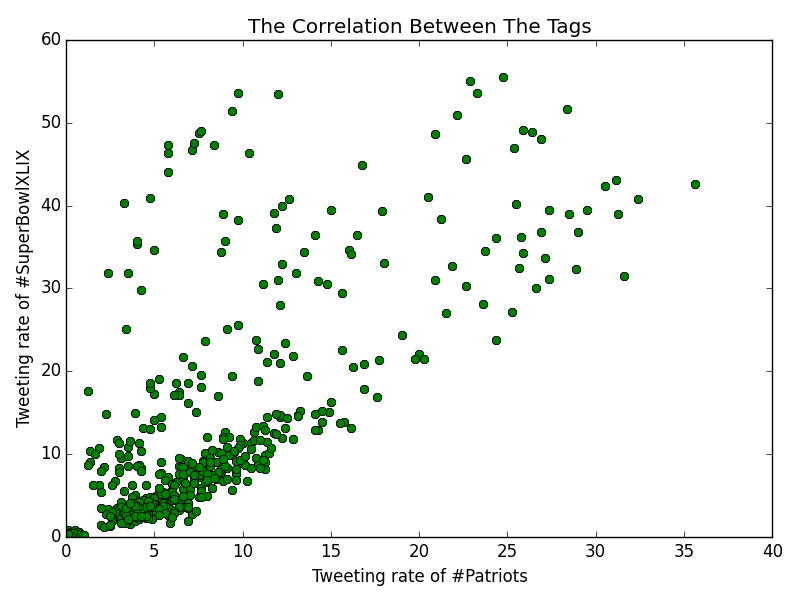 The Correlation Between The Tags
60
50
40
30
20
10
0
0 5 10 15 20 25 30 35 40
Tweeting rate of #SuperBowlXLIX
Tweeting rate of #Patriots